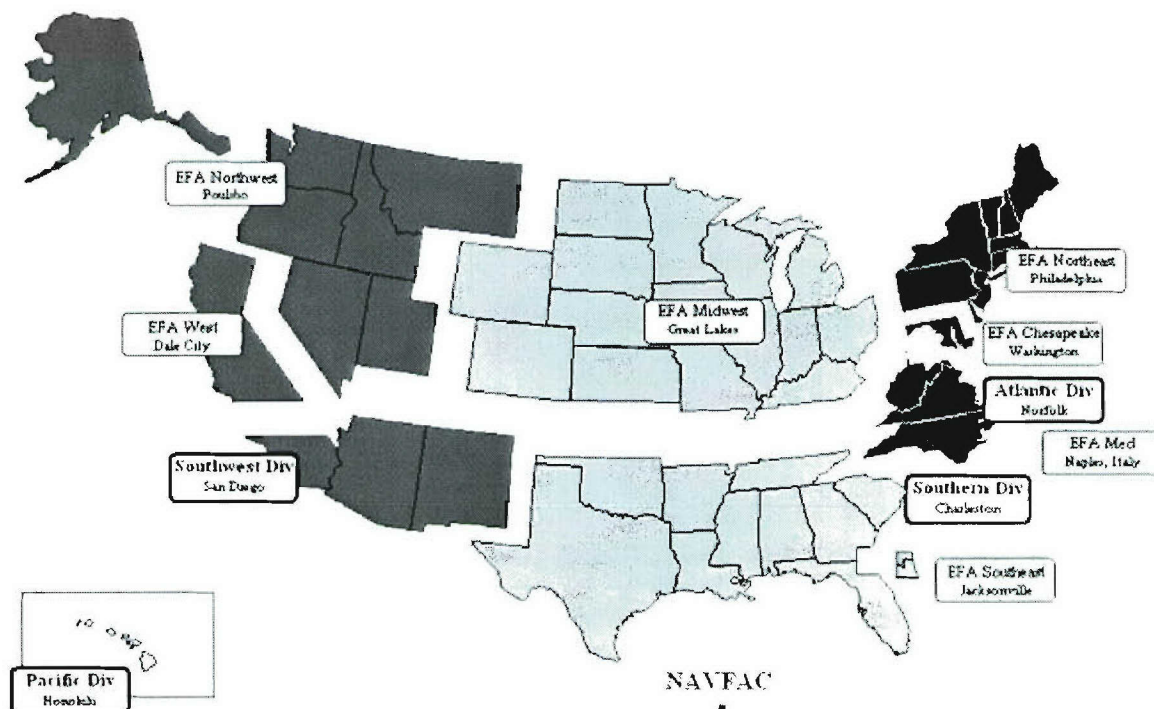 EFA Northwest
Poulsbo
EFA Northeast
Philadelphia
EFA Midwest
Great Lakes
EFA West
Dale City
EFA Chesapeake
Washington
Atlantic Div
Norfolk
EFA Med
Naples, Italy
Southwest Div
San Diego
Southern Div
Charleston
EFA Southeast
Jacksonville
Pacific Div
Honolulu
NAVFAC